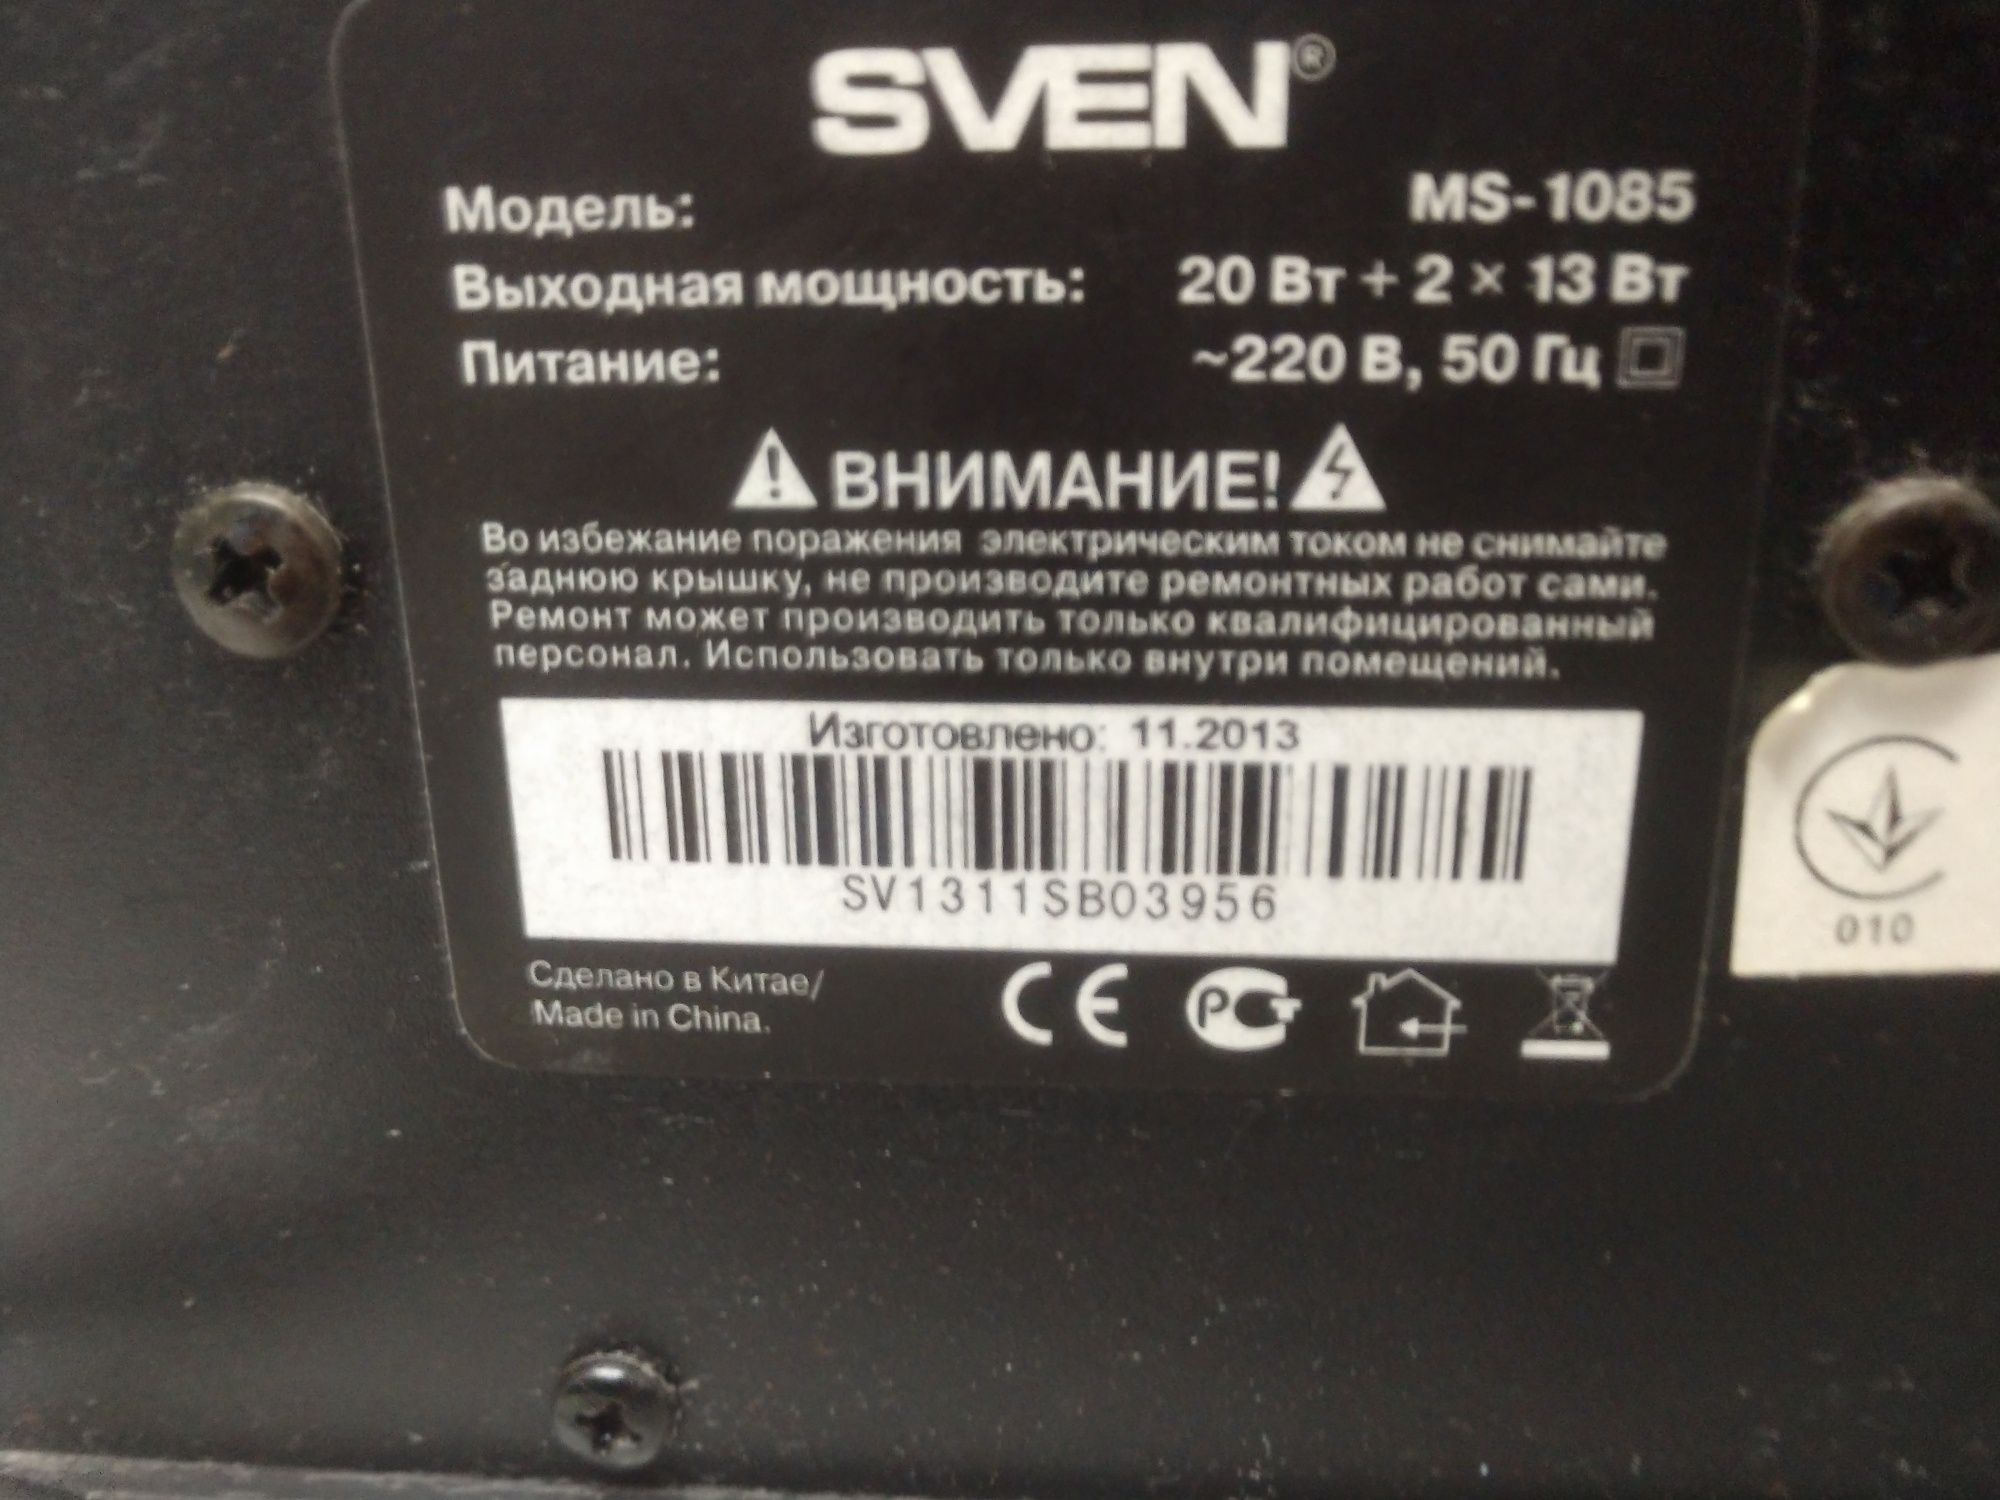 SVEN®
Модель: MS-1085
Выходная мощность: 20 Вт + 2 × 13 Вт
Питание: ~220 В, 50 Гц
ВНИМАНИЕ!
Во избежание поражения электрическим током не снимайте
заднюю крышку, не производите ремонтных работ сами.
Ремонт может производить только квалифицированный
персонал. Использовать только внутри помещений.
Изготовлено: 11.2013
SV1311SB03956
010
Сделано в Китае/
Made in China.
CE
РСТ